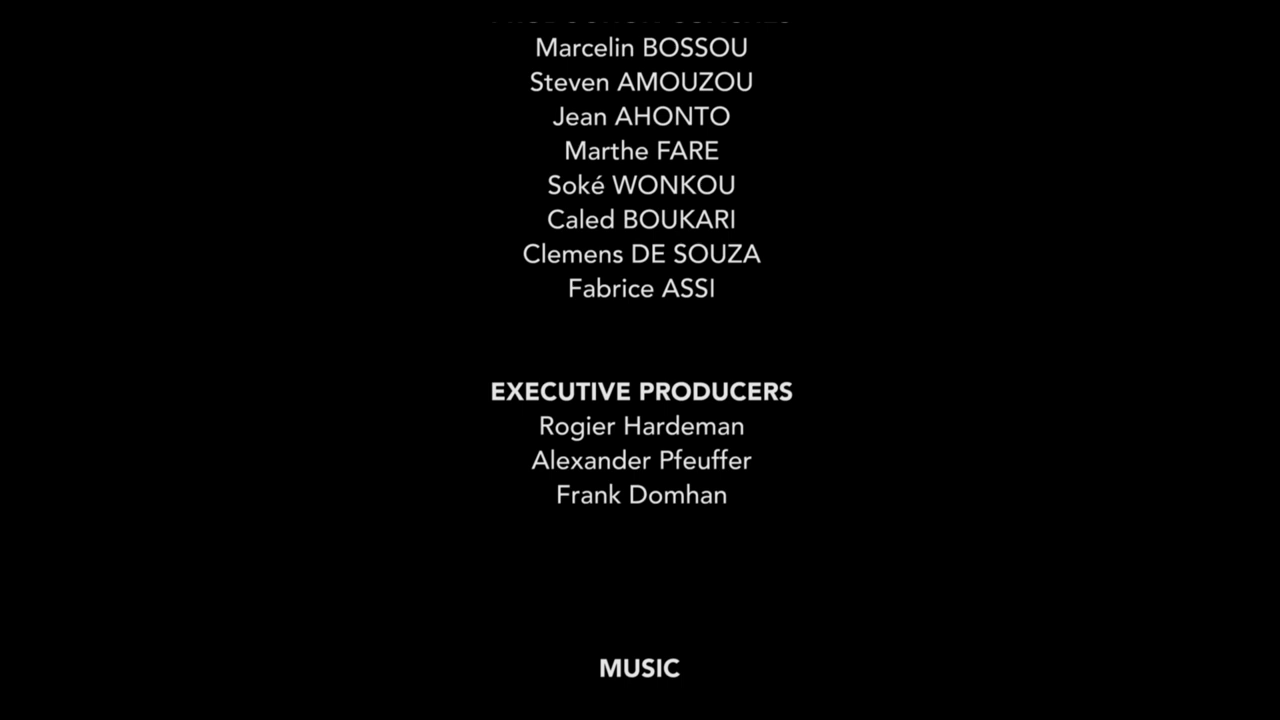 Marcelin BOSSOU
Steven AMOUZOU
Jean AHONTO
Marthe FARE
Soké WONKOU
Caled BOUKARI
Clemens DE SOUZA
Fabrice ASSI
EXECUTIVE PRODUCERS
Rogier Hardeman
Alexander Pfeuffer
Frank Domhan
MUSIC